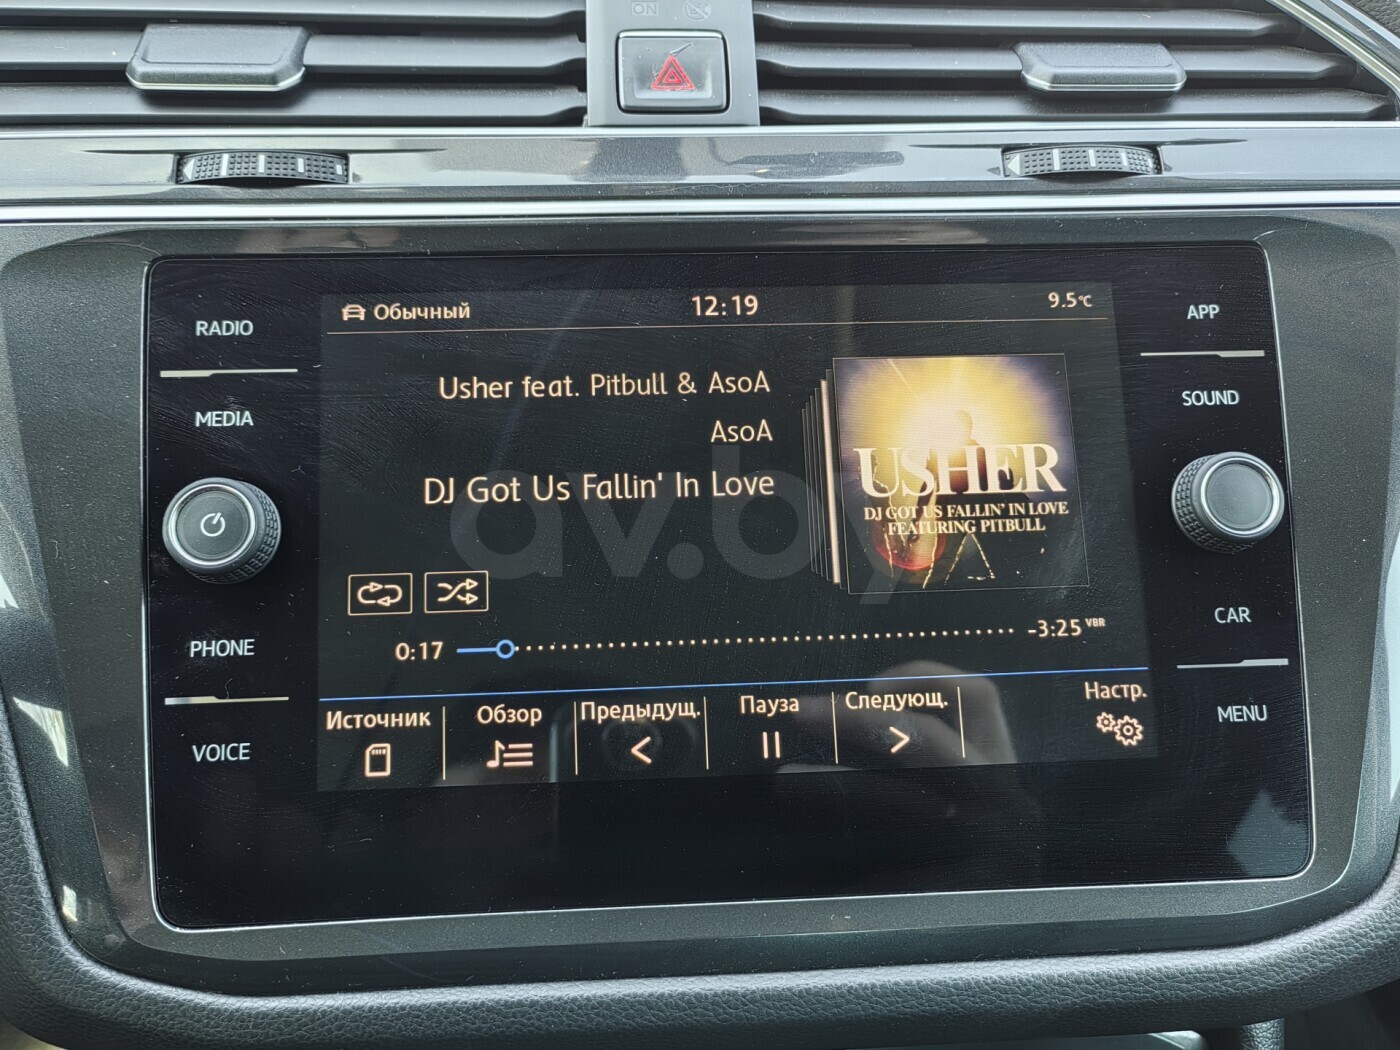 ON
RADIO
MEDIA
PHONE
VOICE
Обычный
12:19
9.5°C
Usher feat. Pitbull & AsoA
AsoA
DJ Got Us Fallin' In Love
USHER
DJ GOT US FALLIN' IN LOVE
FEATURING PITBULL
0:17
-3:25 VBR
Источник
Обзор
Предыдущ.
Пауза
Следующ.
Настр.
APP
SOUND
CAR
MENU
av.by